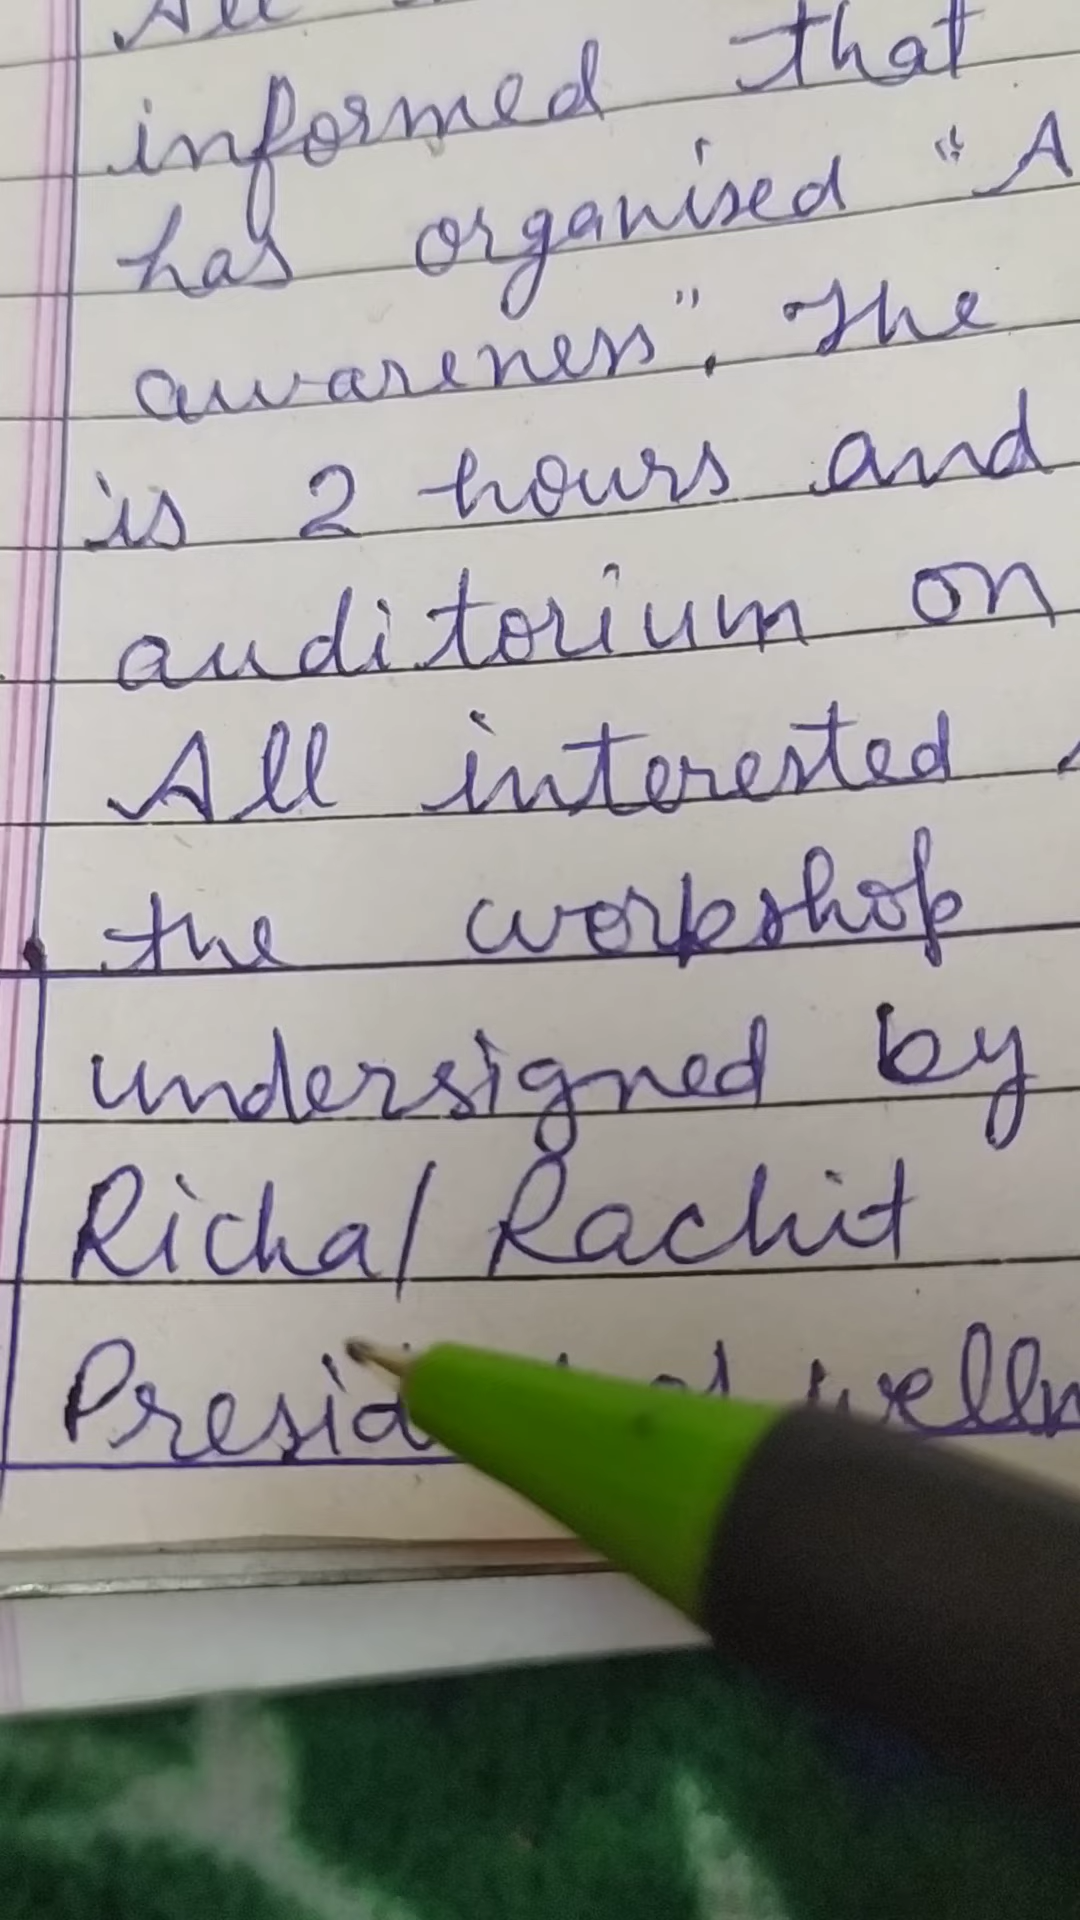 All
informed that
has organised "A
awareness". The
is 2 hours and
auditorium on
All interested
the workshop
undersigned by
Richa/ Rachit